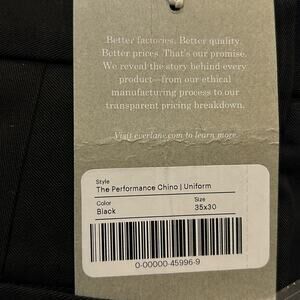 Better factories. Better quality.
Better prices. That's our promise.
We reveal the story behind every
product—from our ethical
manufacturing process to our
transparent pricing breakdown.
Visit everlane.com to learn more.
Style
The Performance Chino | Uniform
Color Size
Black 35x30
0-00000-45996-9